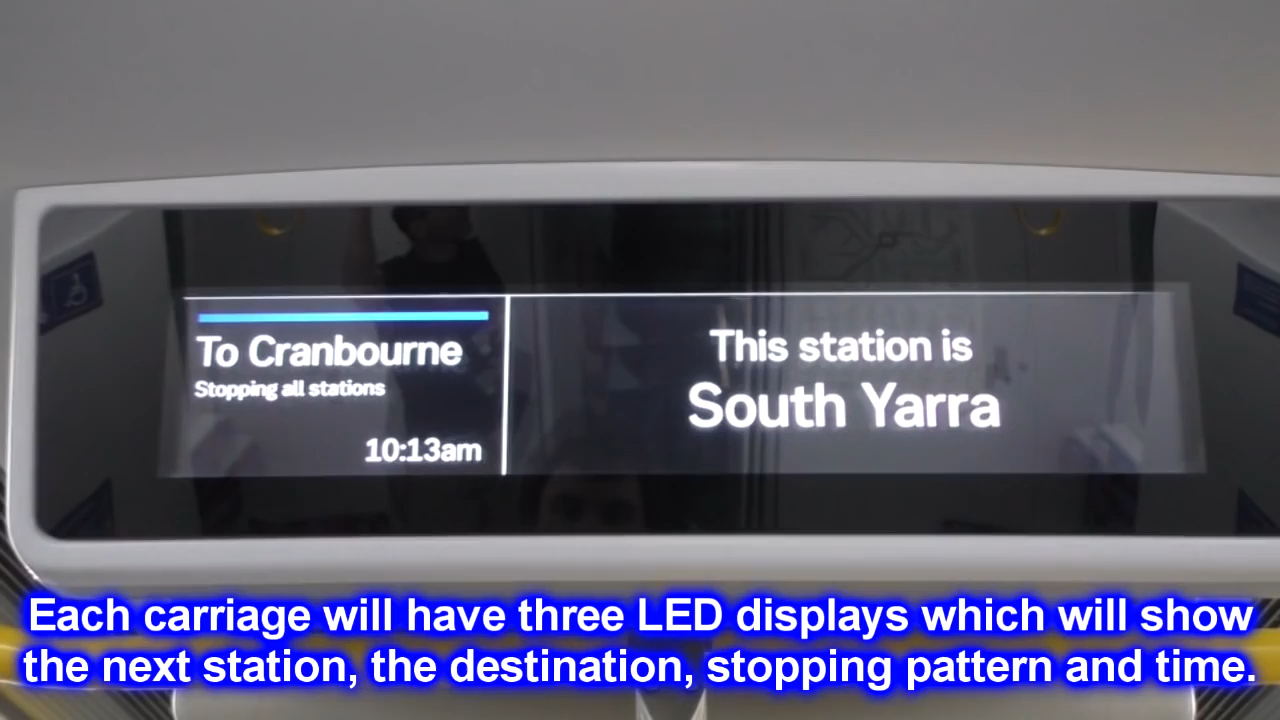 To Cranbourne
Stopping all stations
10:13am
This station is
South Yarra
Each carriage will have three LED displays which will show
the next station, the destination, stopping pattern and time.